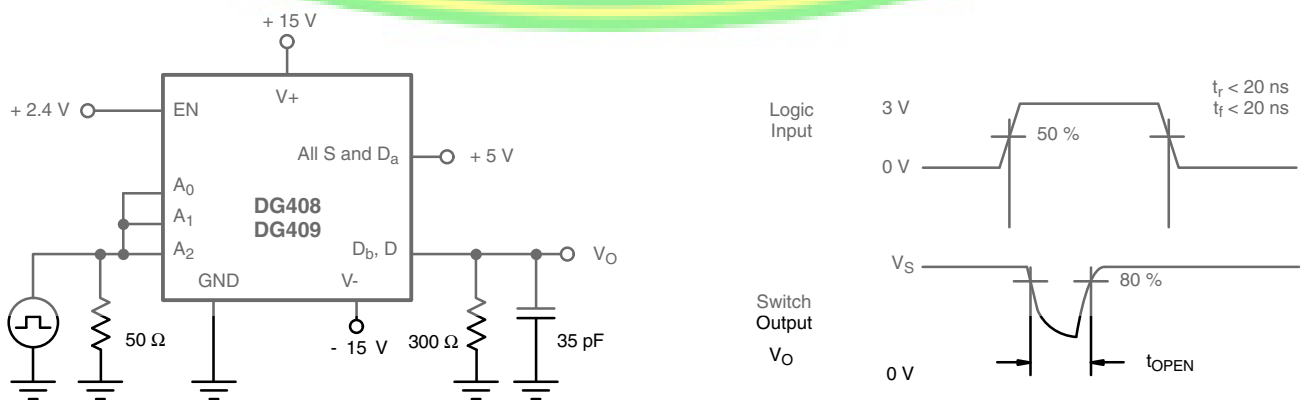 + 15 V
+ 2.4 V
EN
V+
All S and Da
+ 5 V
A0
A1
A2
DG408
DG409
Db, D
VO
GND
V-
50 Ω
- 15 V
300 Ω
35 pF
Logic
Input
3 V
0 V
50 %
tr < 20 ns
tf < 20 ns
VS
80 %
Switch
Output
VO
0 V
tOPEN